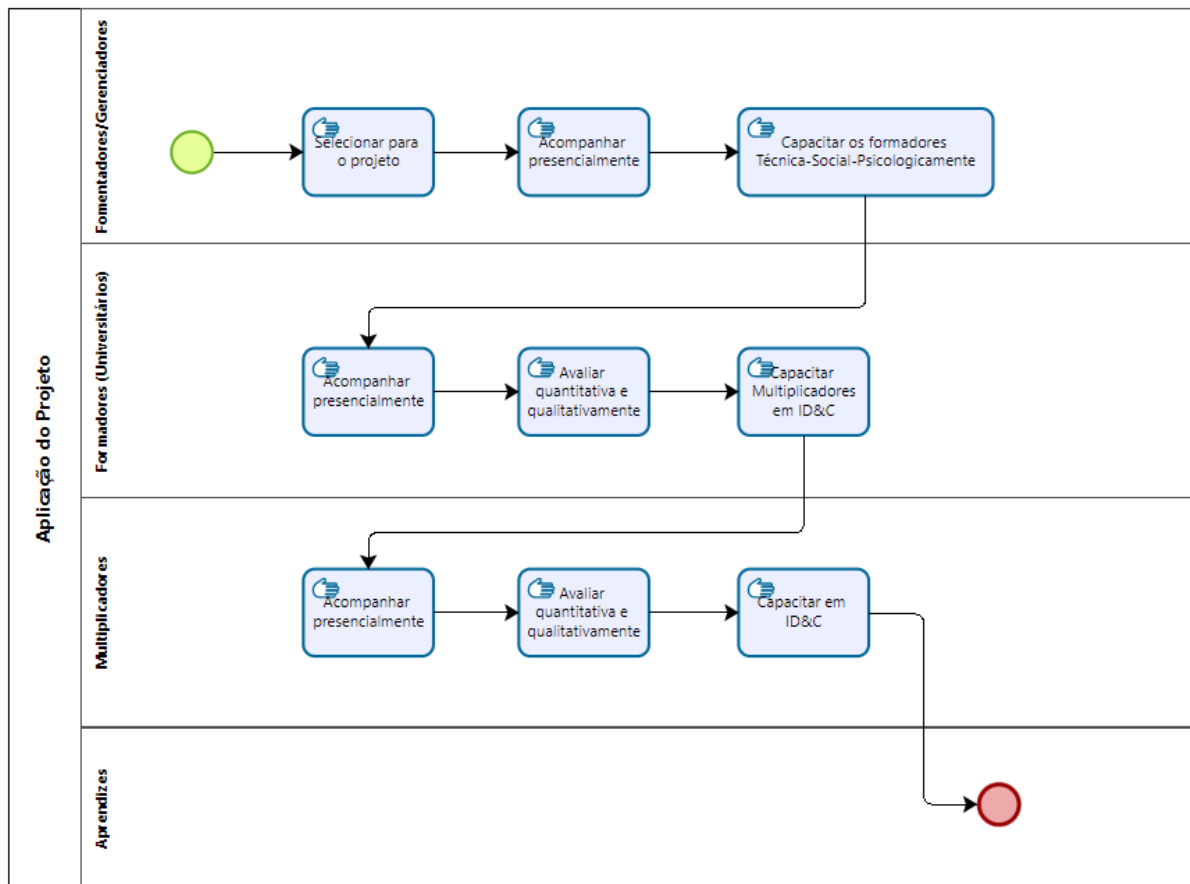 Aplicação do Projeto
Fomentadores/Gerenciadores
Selecionar para
o projeto
Acompanhar
presencialmente
Capacitar os formadores
Técnica-Social-Psicologicamente
Formadores (Universitários)
Acompanhar
presencialmente
Avaliar
quantitativa e
qualitativamente
Capacitar
Multiplicadores
em ID&C
Multiplicadores
Acompanhar
presencialmente
Avaliar
quantitativa e
qualitativamente
Capacitar em
ID&C
Aprendizes